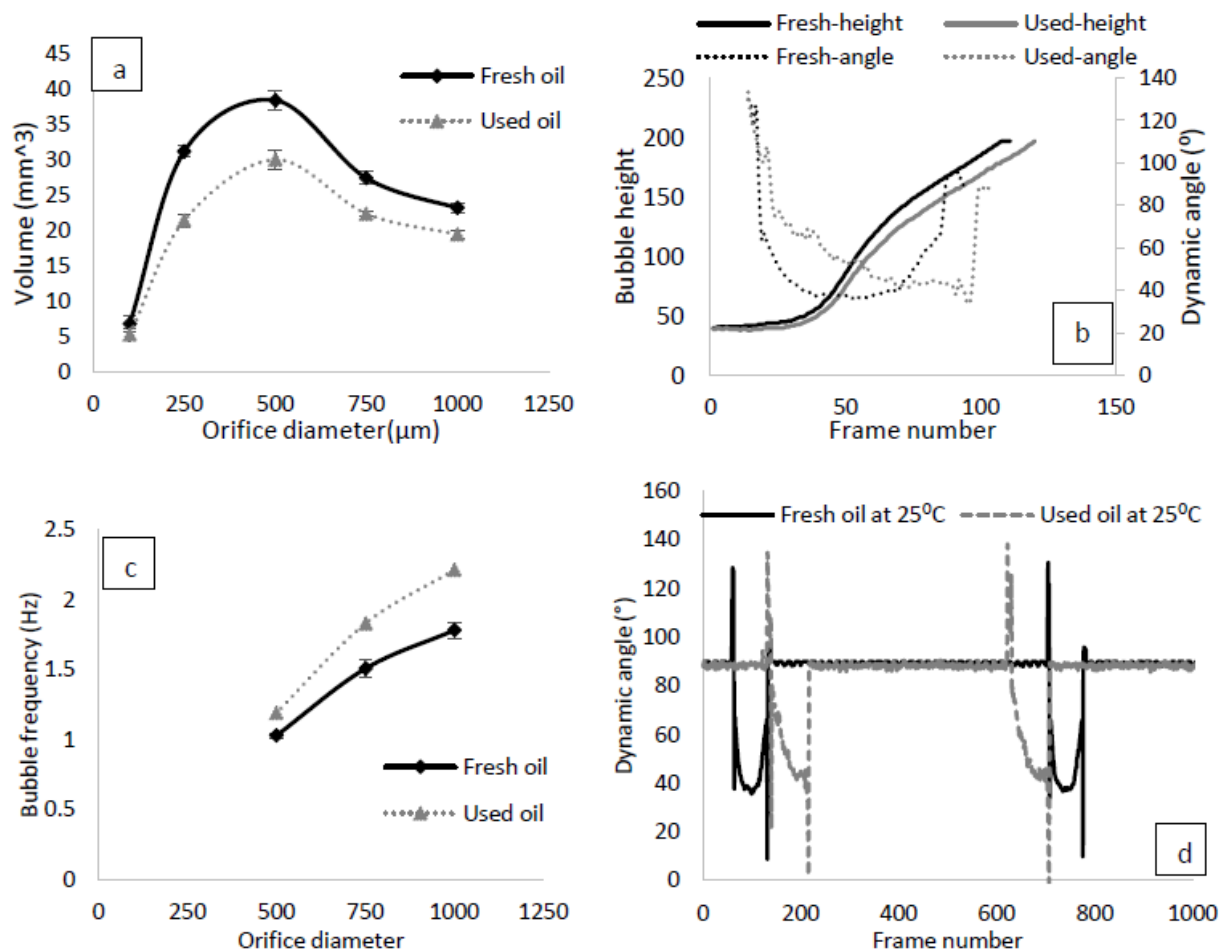 a
45
40
35
30
25
20
15
10
5
0
Volume (mm^3)
Fresh oil
Used oil
0 250 500 750 1000 1250
Orifice diameter(μm)
Fresh-height Used-height
Fresh-angle Used-angle
250
200
150
100
50
0
Bubble height
140
120
100
80
60
40
20
0
Dynamic angle (⁰)
b
0 50 100 150
Frame number
2.5
2
1.5
1
0.5
0
c
Bubble frequency (Hz)
Fresh oil
Used oil
0 250 500 750 1000 1250
Orifice diameter
160
140
120
100
80
60
40
20
0
Fresh oil at 25⁰C Used oil at 25⁰C
Dynamic angle (°)
d
0 200 400 600 800 1000
Frame number